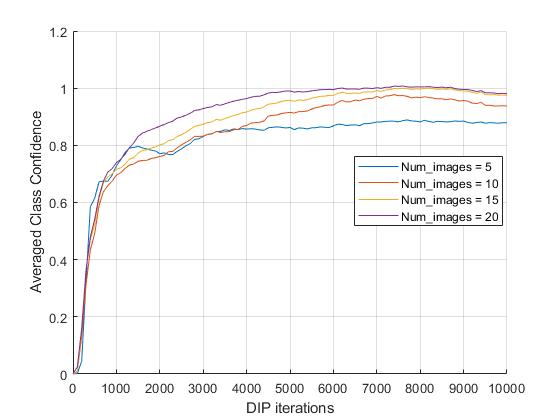 1.2
1
0.8
0.6
0.4
0.2
0
Averaged Class Confidence
Num_images = 5
Num_images = 10
Num_images = 15
Num_images = 20
0 1000 2000 3000 4000 5000 6000 7000 8000 9000 10000
DIP iterations